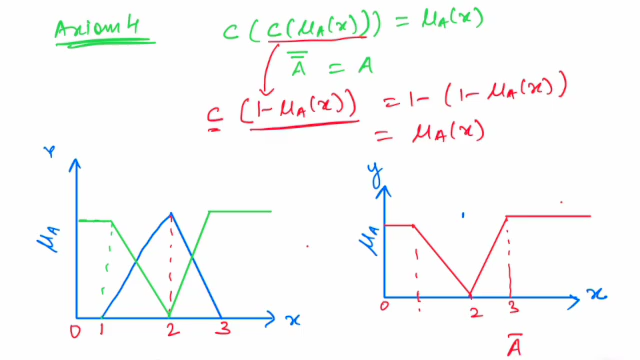 Axiom 4
c ( c(μA(x))) = μA(x)
A̿ = A
c (1-μA(x)) = 1- (1-μA(x))
= μA(x)
μA
0 1 2 3 x
y
μA
0 2 3 x
A̅